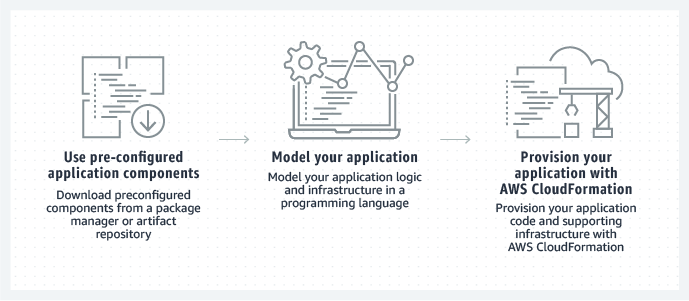 Use pre-configured
application components
Download preconfigured
components from a package
manager or artifact
repository
Model your application
Model your application logic
and infrastructure in a
programming language
Provision your
application with
AWS CloudFormation
Provision your application
code and supporting
infrastructure with
AWS CloudFormation